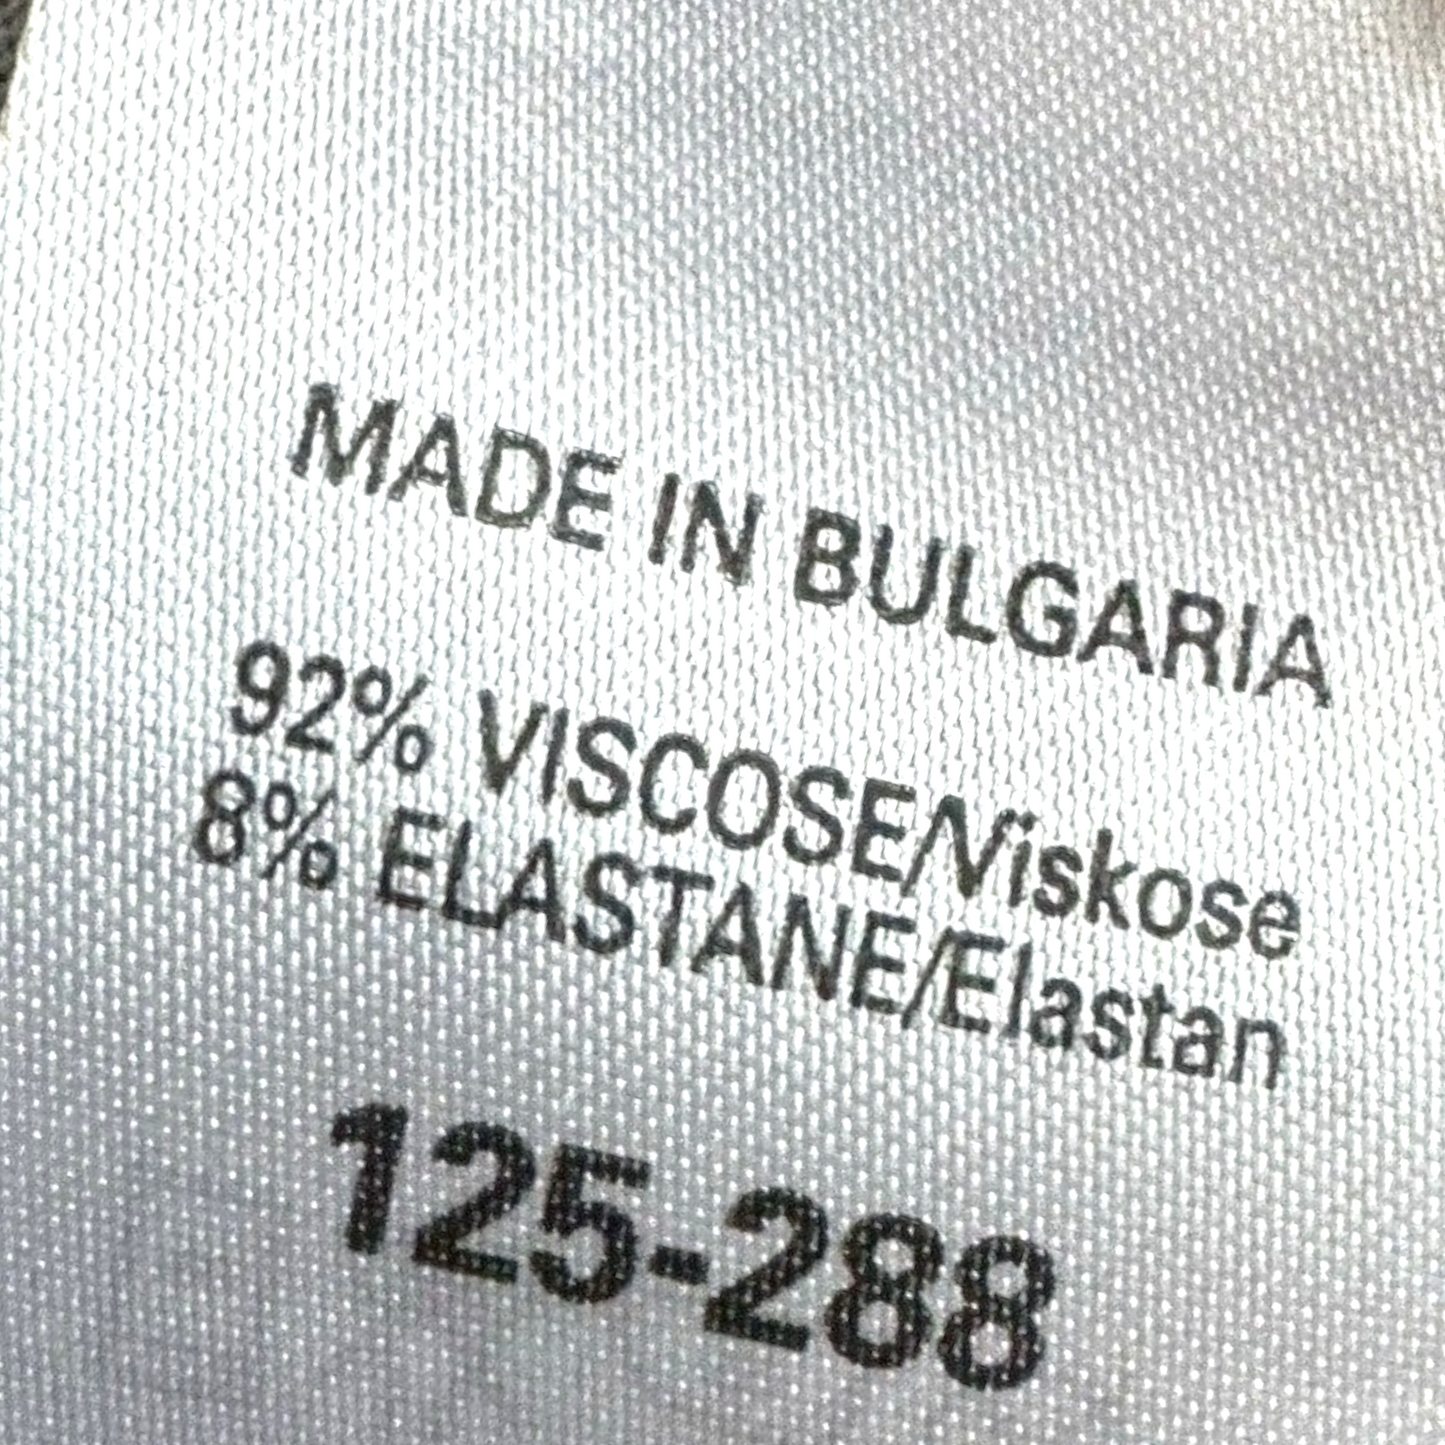 MADE IN BULGARIA
92% VISCOSE/Viskose
8% ELASTANE/Elastan
125-288